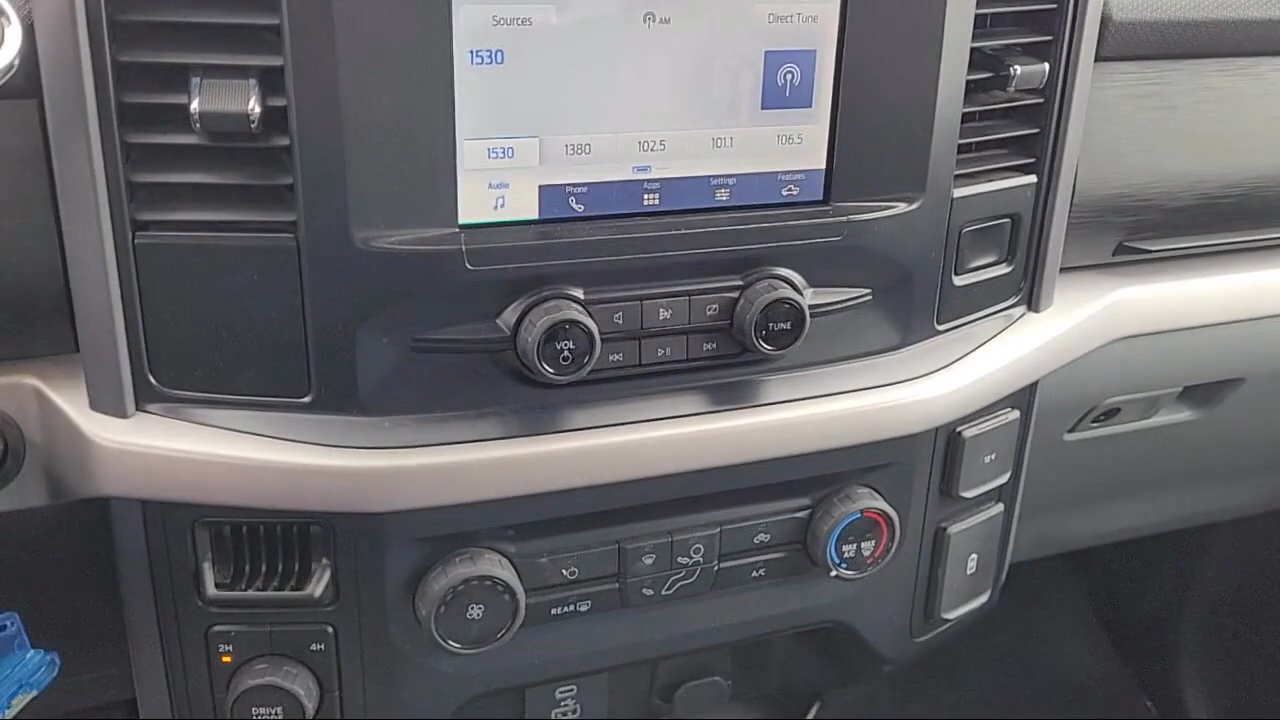 Sources
AM
Direct Tune
1530
1530
1380
102.5
101.1
106.5
Audio
Phone
Apps
Settings
Features
VOL
TUNE
12V
MAX A/C
MAX
A/C
REAR
2H
4H
DRIVE
MODE